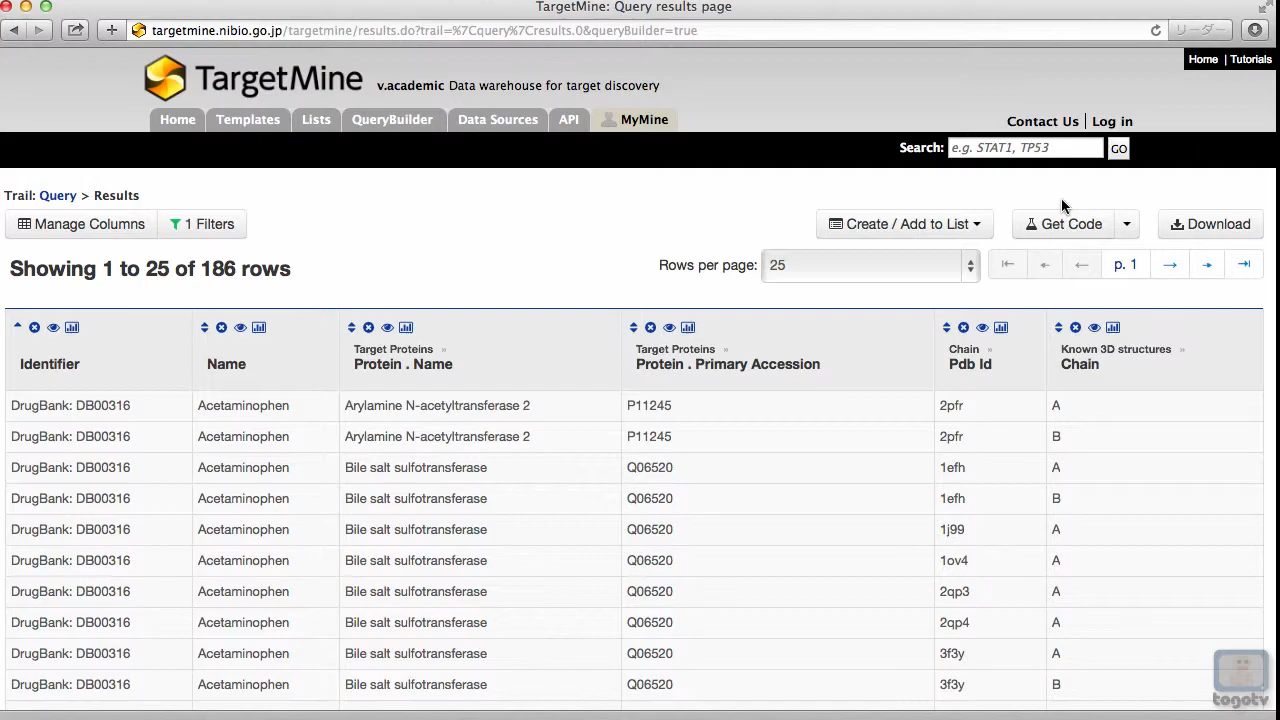 TargetMine: Query results page
targetmine.nibio.go.jp/targetmine/results.do?trail=%7Cquery%7Cresults.0&queryBuilder=true
リーダー
Home | Tutorials
TargetMine v.academic Data warehouse for target discovery
Home Templates Lists QueryBuilder Data Sources API MyMine
Contact Us | Log in
Search: e.g. STAT1, TP53 GO
Trail: Query > Results
Manage Columns 1 Filters Create / Add to List Get Code Download
Showing 1 to 25 of 186 rows Rows per page: 25 p. 1
Target Proteins » Target Proteins » Chain » Known 3D structures »
Identifier Name Protein . Name Protein . Primary Accession Pdb Id Chain
DrugBank: DB00316 Acetaminophen Arylamine N-acetyltransferase 2 P11245 2pfr A
DrugBank: DB00316 Acetaminophen Arylamine N-acetyltransferase 2 P11245 2pfr B
DrugBank: DB00316 Acetaminophen Bile salt sulfotransferase Q06520 1efh A
DrugBank: DB00316 Acetaminophen Bile salt sulfotransferase Q06520 1efh B
DrugBank: DB00316 Acetaminophen Bile salt sulfotransferase Q06520 1j99 A
DrugBank: DB00316 Acetaminophen Bile salt sulfotransferase Q06520 1ov4 A
DrugBank: DB00316 Acetaminophen Bile salt sulfotransferase Q06520 2qp3 A
DrugBank: DB00316 Acetaminophen Bile salt sulfotransferase Q06520 2qp4 A
DrugBank: DB00316 Acetaminophen Bile salt sulfotransferase Q06520 3f3y A
DrugBank: DB00316 Acetaminophen Bile salt sulfotransferase Q06520 3f3y B
togotv